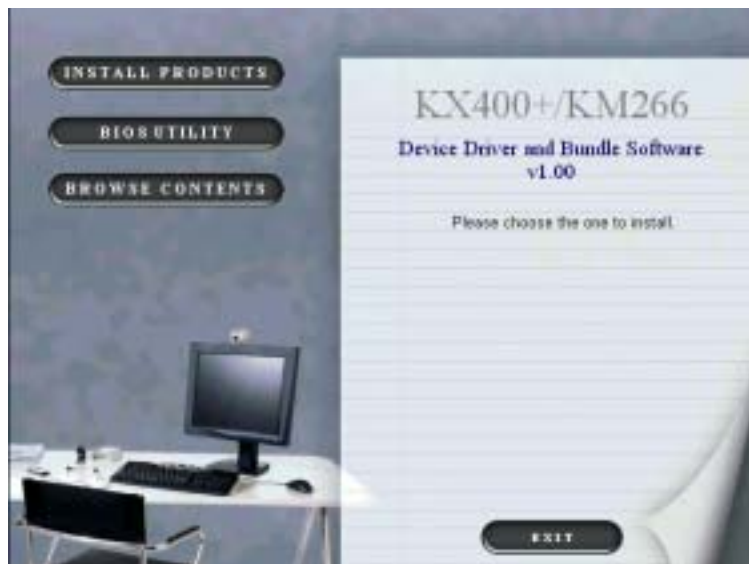 INSTALL PRODUCTS
BIOS UTILITY
BROWSE CONTENTS
KX400+/KM266
Device Driver and Bundle Software
v1.00
Please choose the one to install.
EXIT